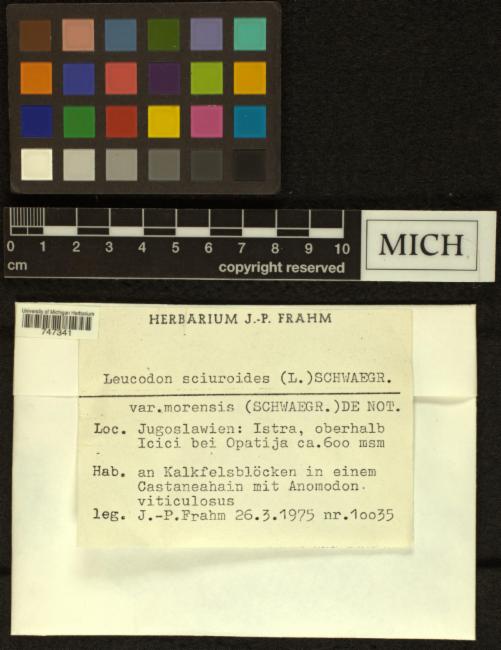 0 1 2 3 4 5 6 7 8 9 10
cm
copyright reserved
MICH
University of Michigan Herbarium
747341
HERBARIUM J.-P. FRAHM
Leucodon sciuroides (L.)SCHWAEGR.
var.morensis (SCHWAEGR.)DE NOT.
Loc. Jugoslawien: Istra, oberhalb
Icici bei Opatija ca.6oo msm
Hab. an Kalkfelsblöcken in einem
Castaneahain mit Anomodon
viticulosus
leg. J.-P.Frahm 26.3.1975 nr.1oo35